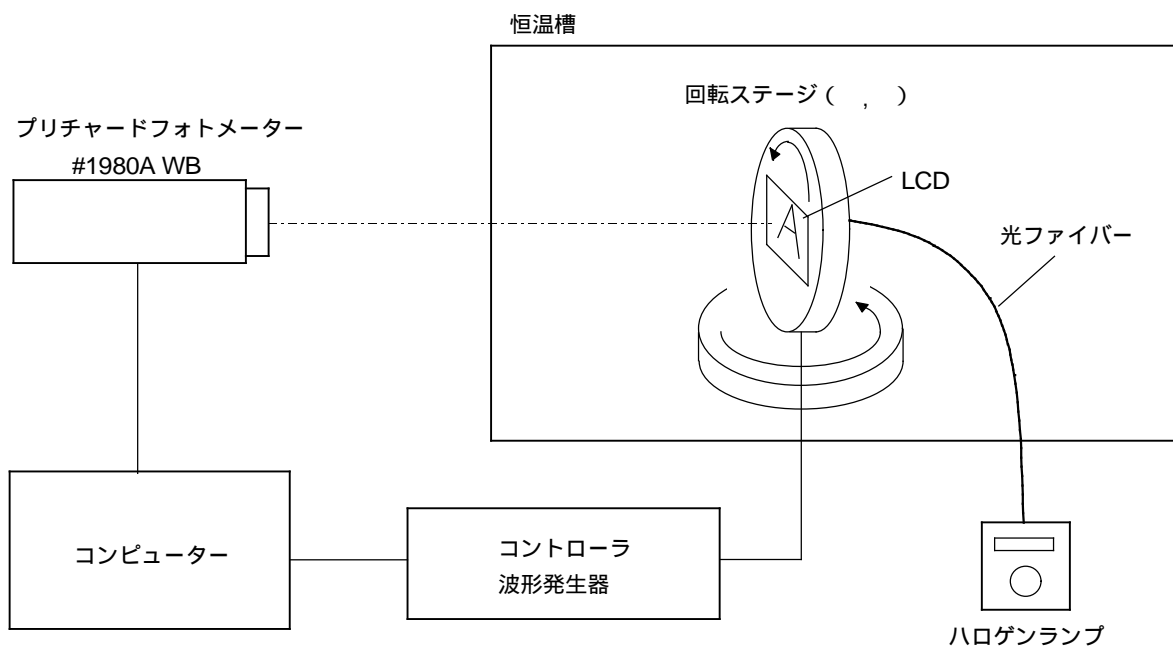 恒温槽
回転ステージ（ , ）
プリチャードフォトメーター
#1980A WB
LCD
A
光ファイバー
コンピューター
コントローラ
波形発生器
ハロゲンランプ